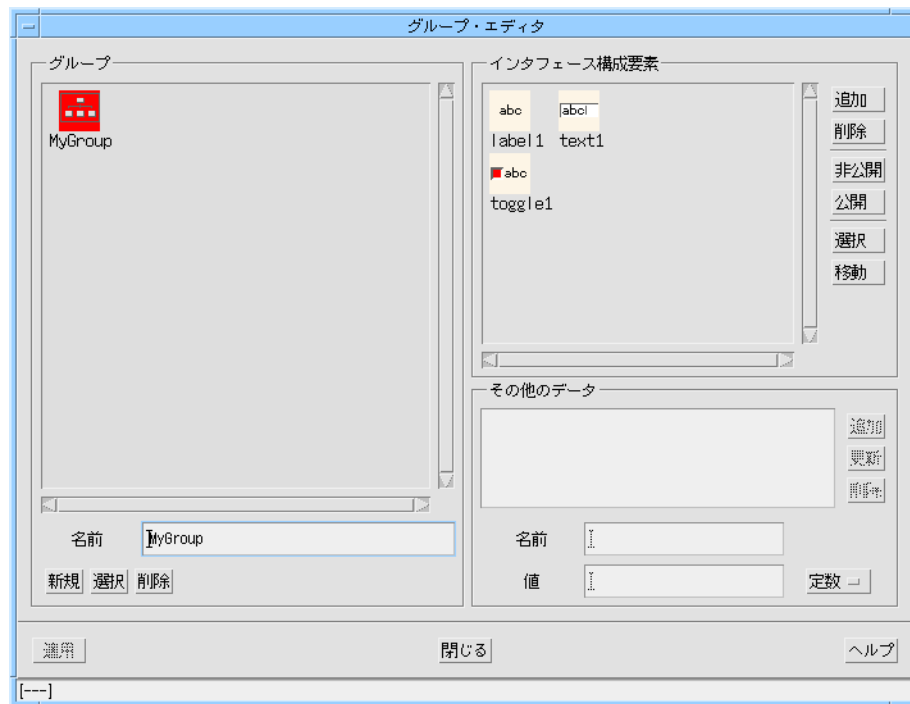 グループ・エディタ
グループ
MyGroup
名前
MyGroup
新規 選択 削除
インタフェース構成要素
abc
abc
label1 text1
abc
toggle1
追加
削除
非公開
公開
選択
移動
その他のデータ
追加
更新
削除
名前
値
定数
適用
閉じる
ヘルプ
[---]